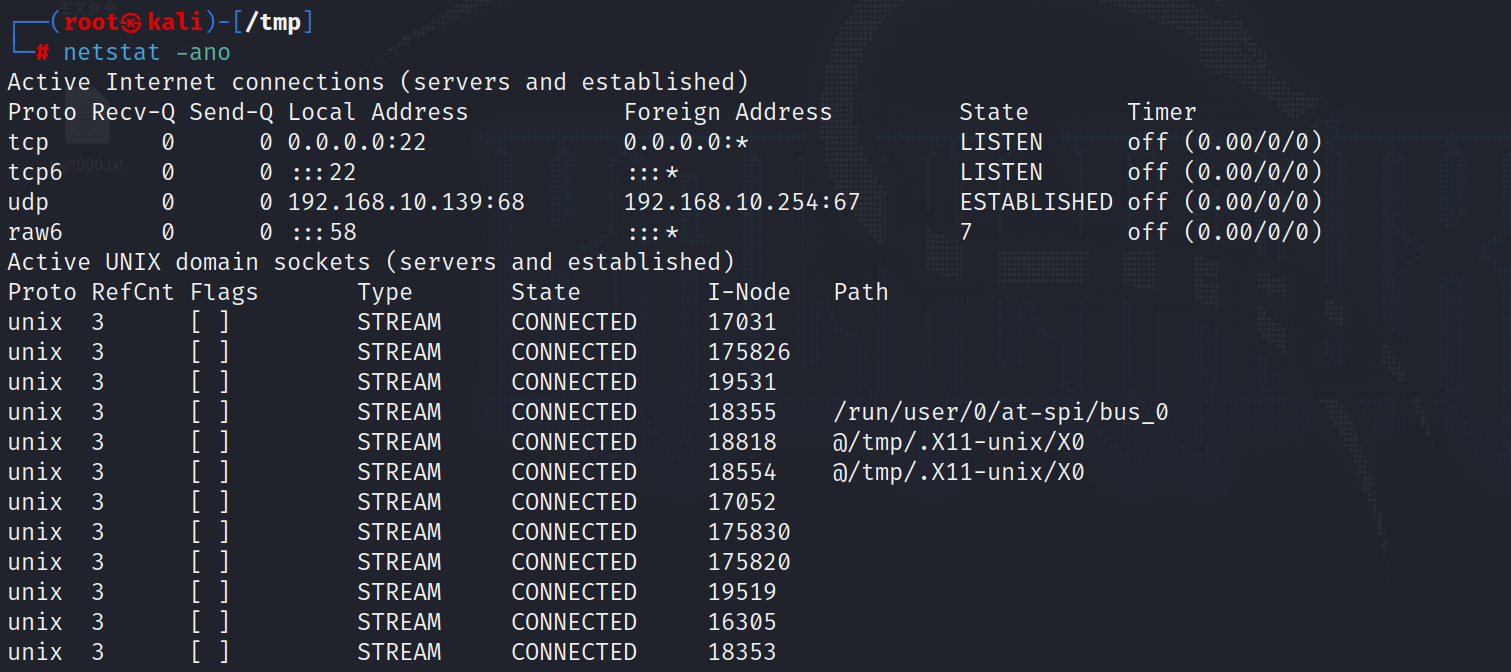 ┌──(root㉿kali)-[/tmp]
└─# netstat -ano
Active Internet connections (servers and established)
Proto Recv-Q Send-Q Local Address           Foreign Address         State       Timer
tcp        0      0 0.0.0.0:22              0.0.0.0:*               LISTEN      off (0.00/0/0)
tcp6       0      0 :::22                   :::*                    LISTEN      off (0.00/0/0)
udp        0      0 192.168.10.139:68       192.168.10.254:67       ESTABLISHED off (0.00/0/0)
raw6       0      0 :::58                   :::*                    7           off (0.00/0/0)
Active UNIX domain sockets (servers and established)
Proto RefCnt Flags       Type       State         I-Node   Path
unix  3      [ ]         STREAM     CONNECTED     17031
unix  3      [ ]         STREAM     CONNECTED     175826
unix  3      [ ]         STREAM     CONNECTED     19531
unix  3      [ ]         STREAM     CONNECTED     18355    /run/user/0/at-spi/bus_0
unix  3      [ ]         STREAM     CONNECTED     18818    @/tmp/.X11-unix/X0
unix  3      [ ]         STREAM     CONNECTED     18554    @/tmp/.X11-unix/X0
unix  3      [ ]         STREAM     CONNECTED     17052
unix  3      [ ]         STREAM     CONNECTED     175830
unix  3      [ ]         STREAM     CONNECTED     175820
unix  3      [ ]         STREAM     CONNECTED     19519
unix  3      [ ]         STREAM     CONNECTED     16305
unix  3      [ ]         STREAM     CONNECTED     18353